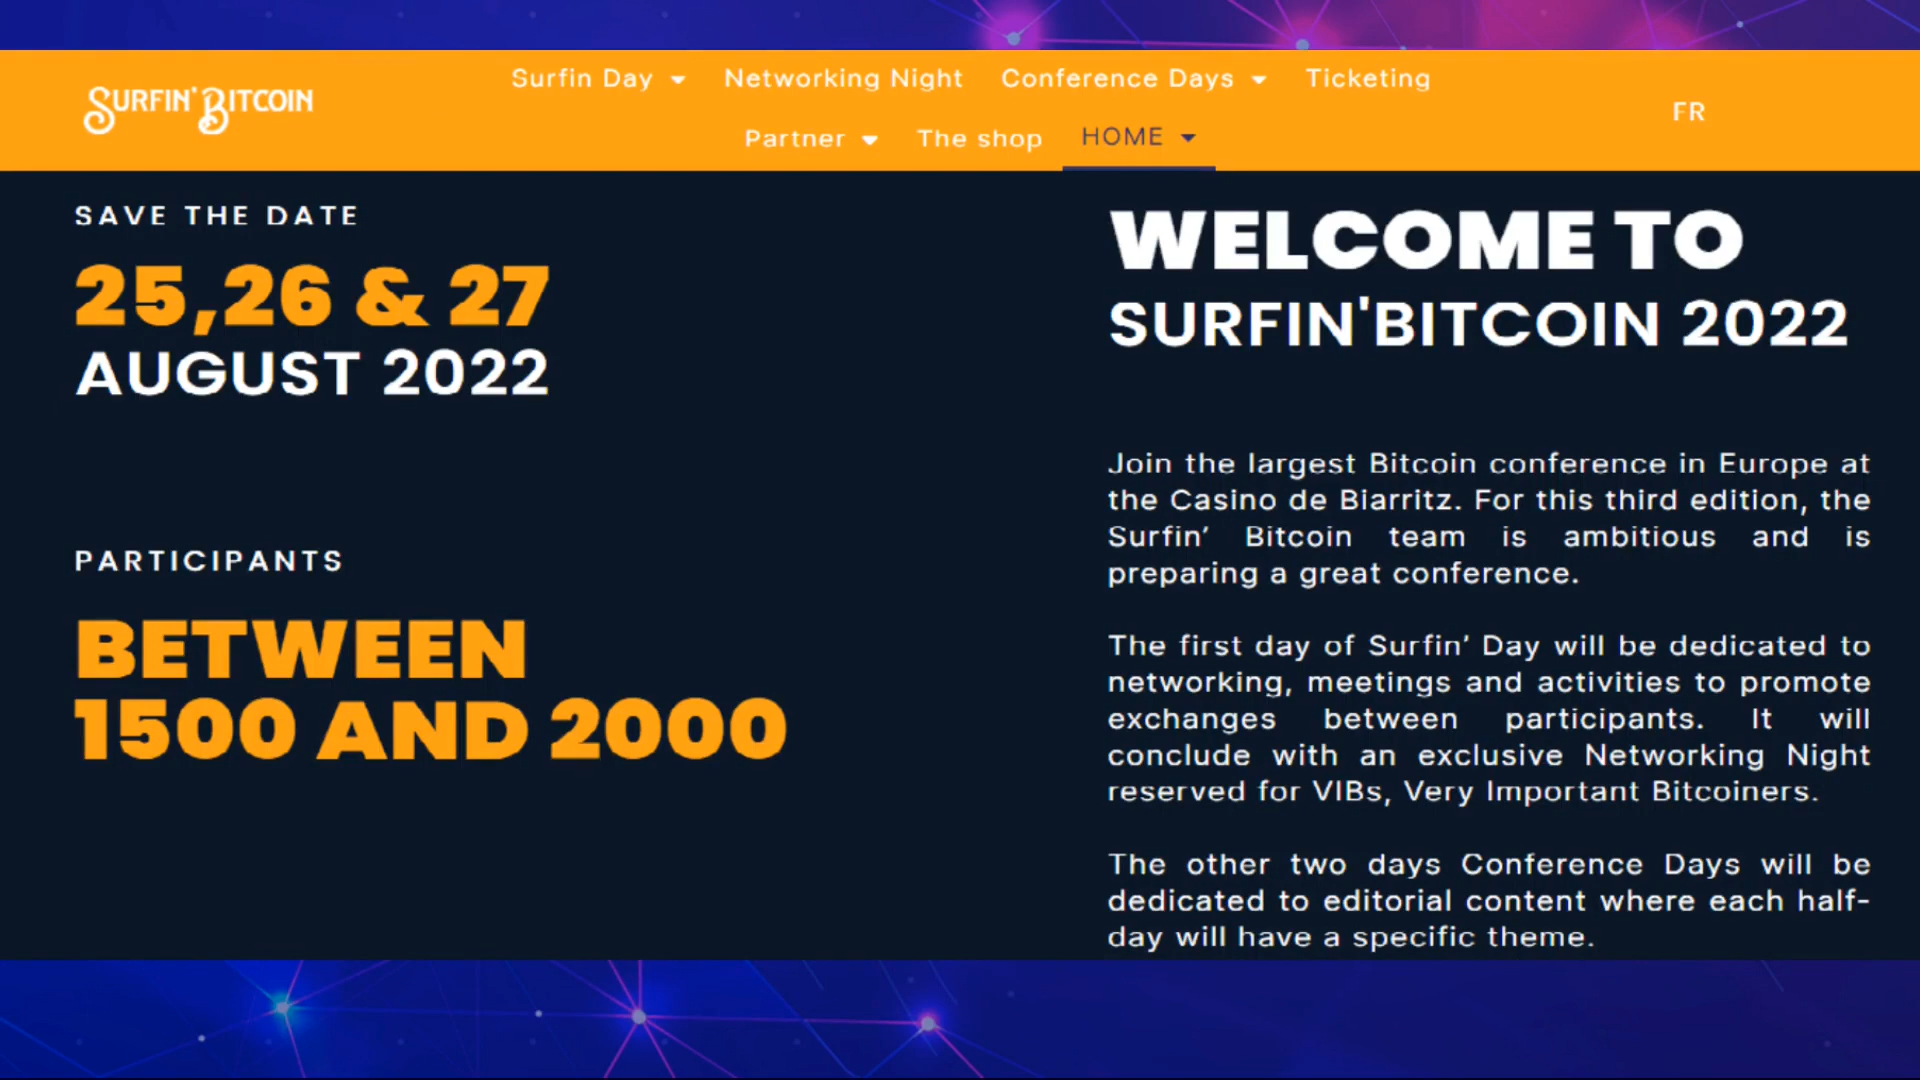 SURFIN' BITCOIN
Surfin Day
Networking Night
Conference Days
Ticketing
Partner
The shop
HOME
FR
SAVE THE DATE
25,26 & 27
AUGUST 2022
PARTICIPANTS
BETWEEN
1500 AND 2000
WELCOME TO
SURFIN'BITCOIN 2022
Join the largest Bitcoin conference in Europe at
the Casino de Biarritz. For this third edition, the
Surfin’ Bitcoin team is ambitious and is
preparing a great conference.
The first day of Surfin’ Day will be dedicated to
networking, meetings and activities to promote
exchanges between participants. It will
conclude with an exclusive Networking Night
reserved for VIBs, Very Important Bitcoiners.
The other two days Conference Days will be
dedicated to editorial content where each half-
day will have a specific theme.